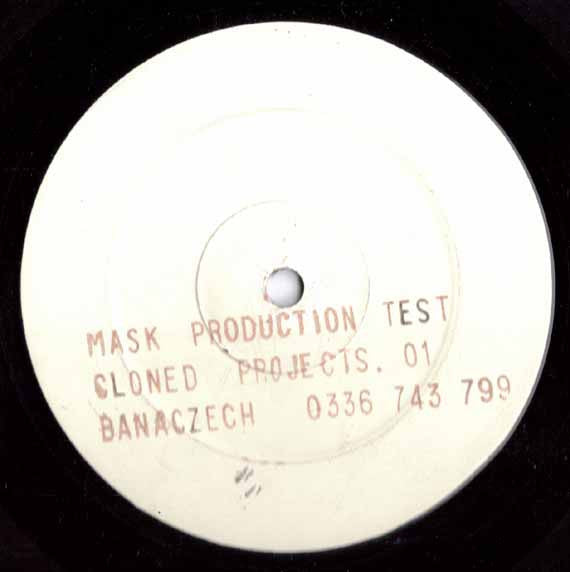 MASK PRODUCTION TEST
CLONED PROJECTS. 01
BANACZECH 0336 743 799